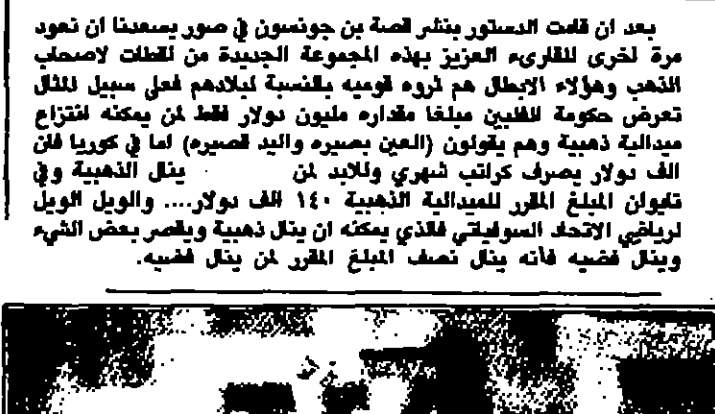 بعد ان قامت الدستور بنشر قصة بن جونسون في صور يسعدنا ان نعود
مرة اخرى للقارىء العزيز بهذه المجموعة الجديدة من لقطات لاصحاب
الذهب وهؤلاء الابطال هم ثروه قوميه بالنسبة لبلادهم فعلى سبيل المثال
تعرض حكومة الفلبين مبلغا مقداره مليون دولار فقط لمن يمكنه انتزاع
ميدالية ذهبية وهم يقولون (العين بصيره واليد قصيره) اما في كوريا فان
الف دولار يصرف كراتب شهري وللابد لمن ينال الذهبية وفي
تايوان المبلغ المقرر للميدالية الذهبية ١٤٠ الف دولار.... والويل الويل
لرياضي الاتحاد السوفياتي فالذي يمكنه ان ينال ذهبية ويقصر بعض الشيء
وينال فضيه فأنه ينال نصف المبلغ المقرر لمن ينال فضيه.